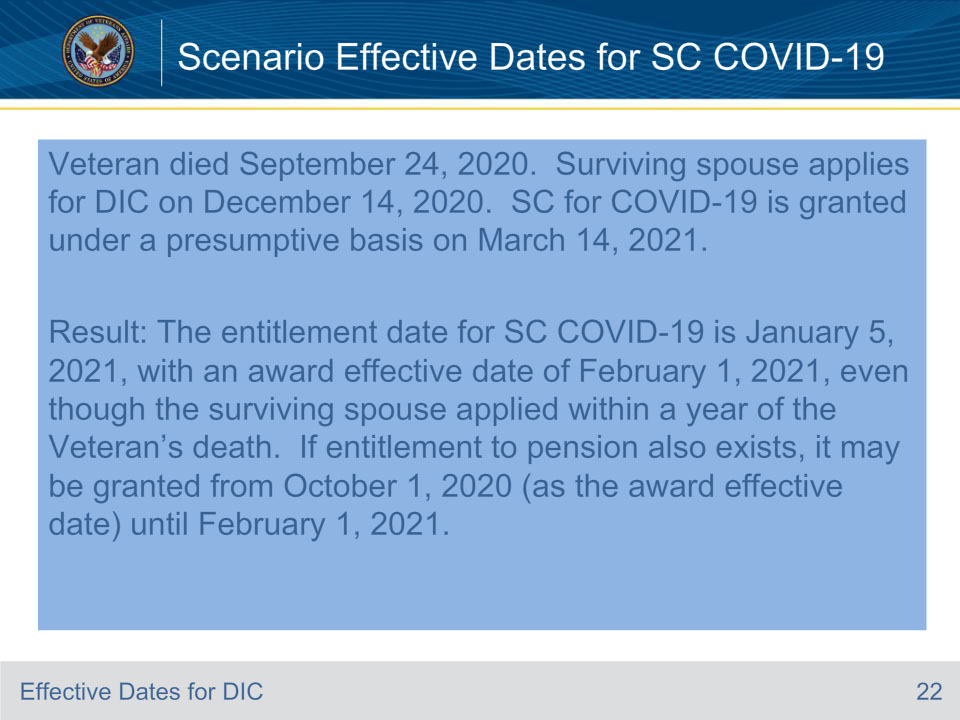 Scenario Effective Dates for SC COVID-19
Veteran died September 24, 2020.  Surviving spouse applies
for DIC on December 14, 2020.  SC for COVID-19 is granted
under a presumptive basis on March 14, 2021.
Result: The entitlement date for SC COVID-19 is January 5,
2021, with an award effective date of February 1, 2021, even
though the surviving spouse applied within a year of the
Veteran’s death.  If entitlement to pension also exists, it may
be granted from October 1, 2020 (as the award effective
date) until February 1, 2021.
Effective Dates for DIC
22